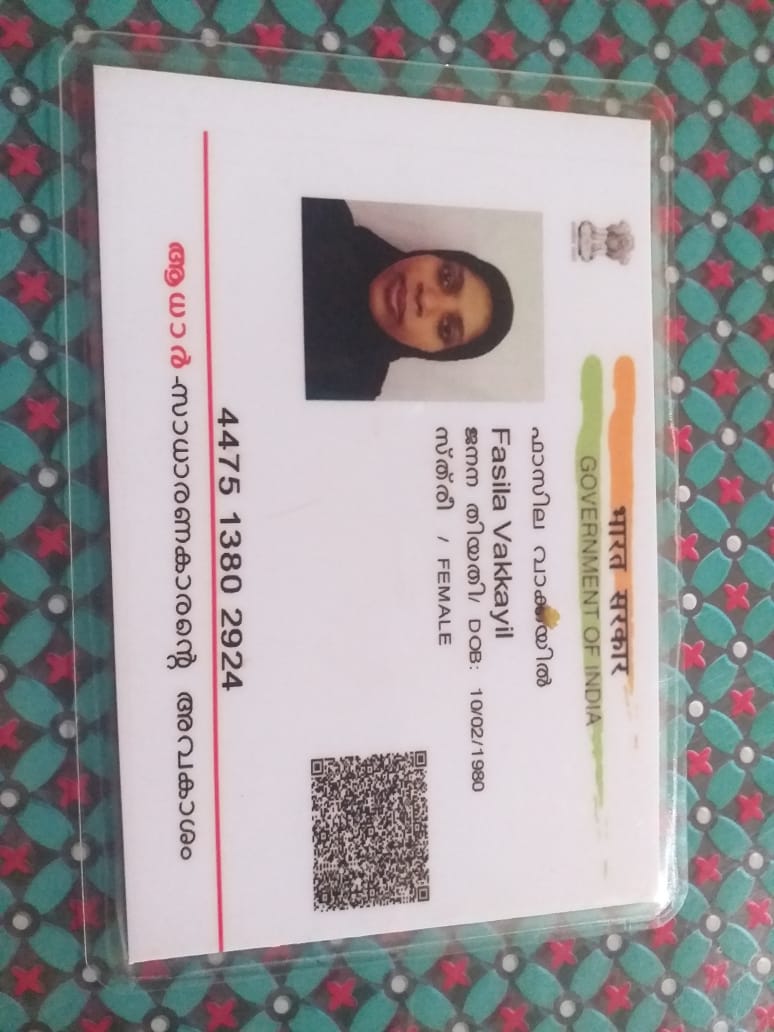 भारत सरकार
GOVERNMENT OF INDIA
ഫാസില വാക്കയിൽ
Fasila Vakkayil
ജനന തിയതി/ DOB: 10/02/1980
സ്ത്രീ / FEMALE
4475 1380 2924
ആധാർ-സാധാരണകാരന്റെ അവകാശം